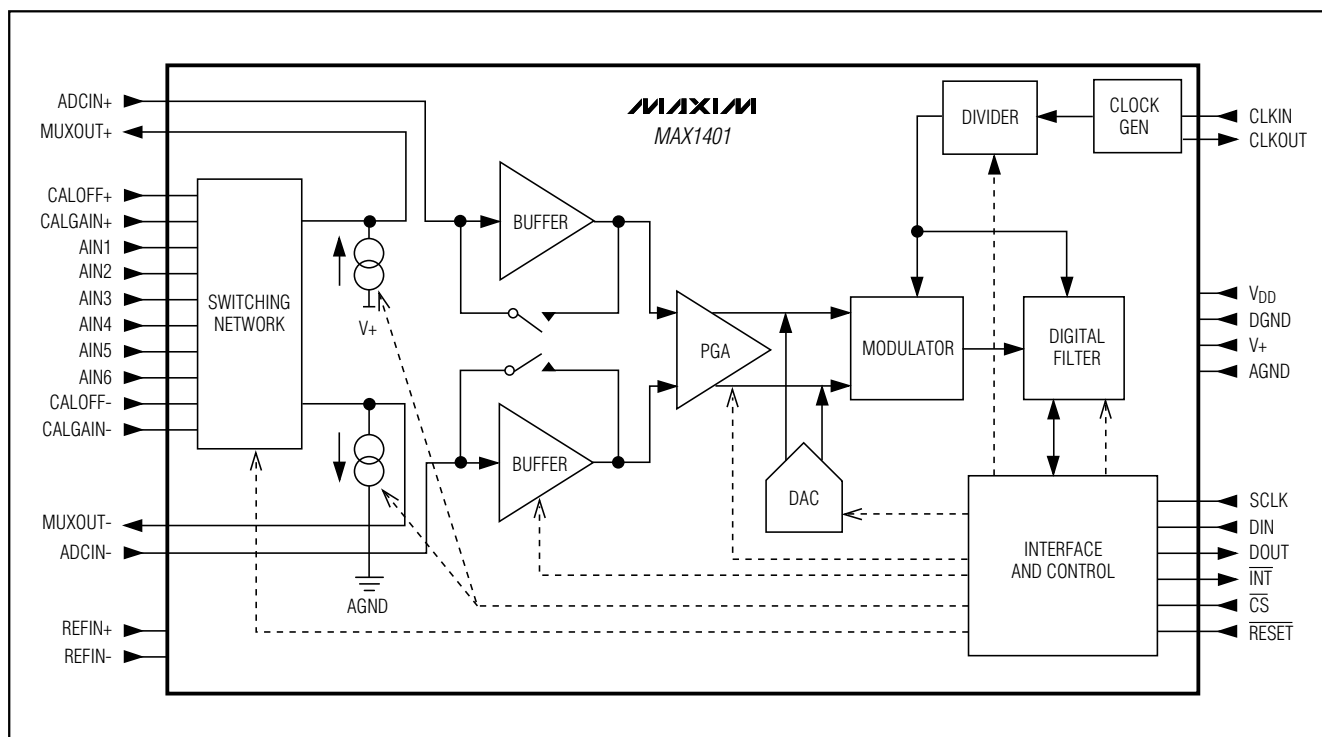 MAXIM
MAX1401
ADCIN+
MUXOUT+
CALOFF+
CALGAIN+
AIN1
AIN2
AIN3
AIN4
AIN5
AIN6
CALOFF-
CALGAIN-
MUXOUT-
ADCIN-
REFIN+
REFIN-
SWITCHING
NETWORK
V+
AGND
BUFFER
BUFFER
PGA
DAC
MODULATOR
DIVIDER
CLOCK
GEN
DIGITAL
FILTER
INTERFACE
AND CONTROL
CLKIN
CLKOUT
VDD
DGND
V+
AGND
SCLK
DIN
DOUT
INT
CS
RESET